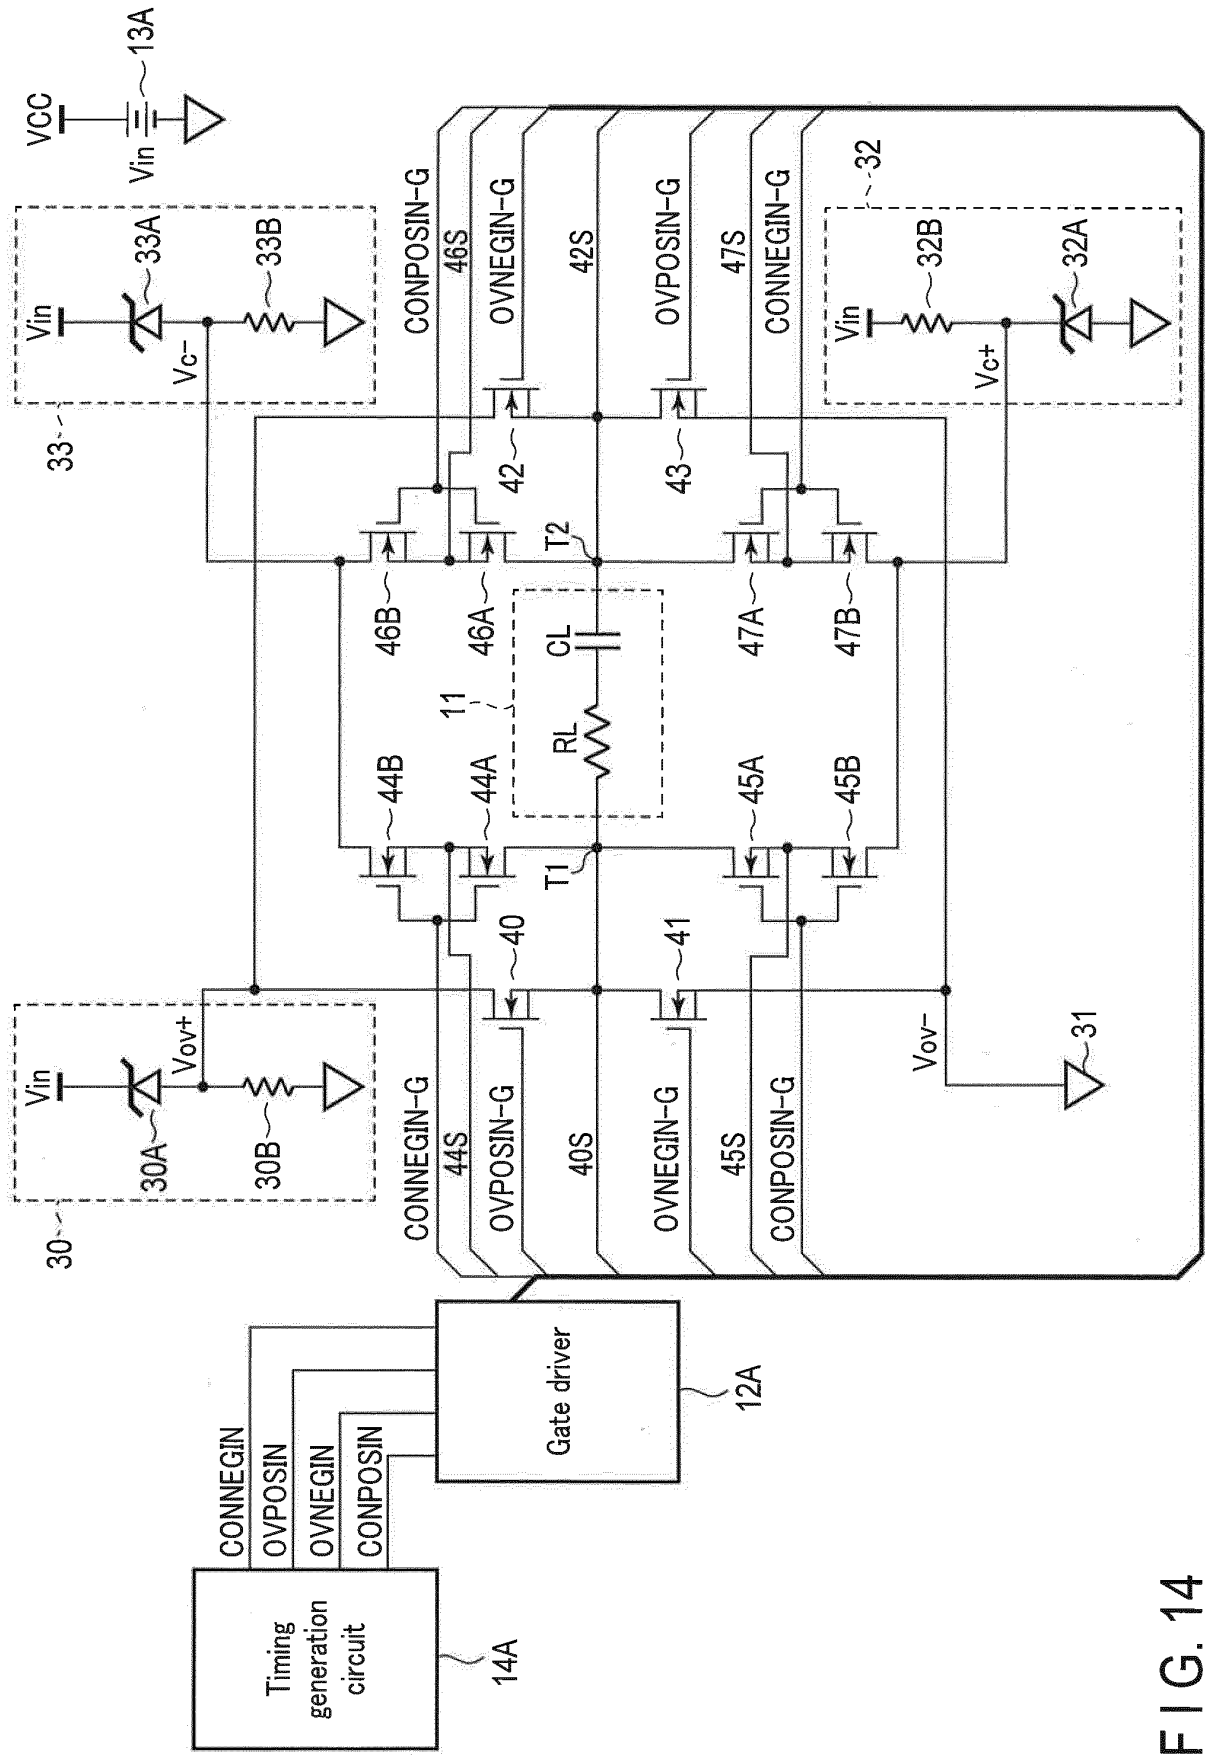 VCC
Vin
13A
33
Vin
33A
Vc-
33B
30
Vin
30A
Vov+
30B
CONPOSIN-G
46S
OVNEGIN-G
42S
OVPOSIN-G
47S
CONNEGIN-G
32
Vin
32B
Vc+
32A
42
43
46B
46A
T2
47A
47B
11
CL
RL
44B
44A
T1
45A
45B
40
41
Vov-
31
CONNEGIN-G
44S
OVPOSIN-G
40S
OVNEGIN-G
45S
CONPOSIN-G
Gate driver
12A
CONNEGIN
OVPOSIN
OVNEGIN
CONPOSIN
Timing
generation
circuit
14A
FIG. 14